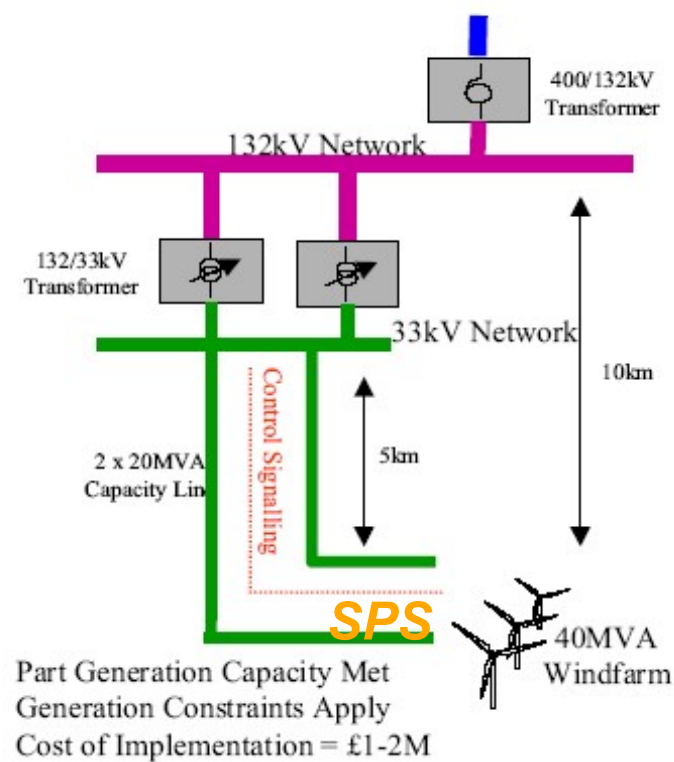 400/132kV
Transformer
132kV Network
132/33kV
Transformer
33kV Network
10km
Control Signalling
5km
2 x 20MVA
Capacity Lin
SPS
40MVA
Windfarm
Part Generation Capacity Met
Generation Constraints Apply
Cost of Implementation = £1-2M